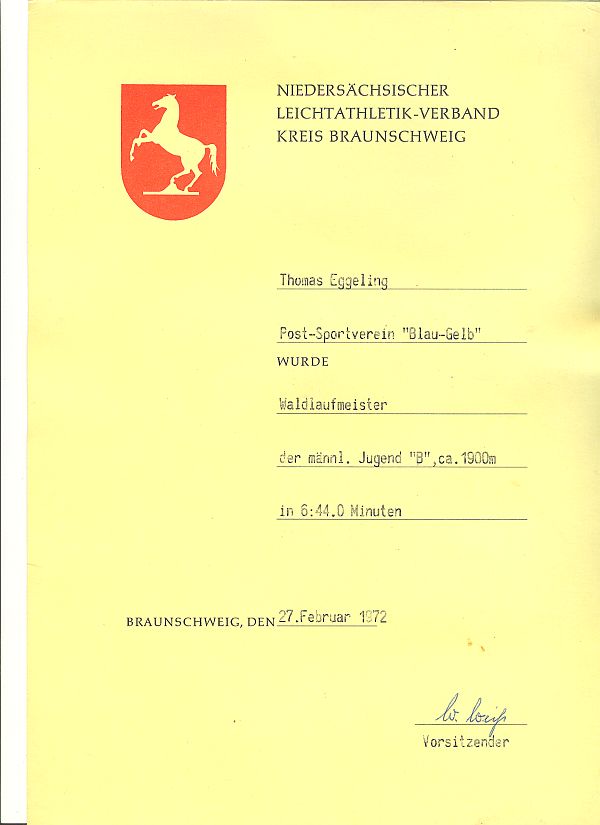 NIEDERSÄCHSISCHER
LEICHTATHLETIK-VERBAND
KREIS BRAUNSCHWEIG
Thomas Eggeling
Post-Sportverein "Blau-Gelb"
WURDE
Waldlaufmeister
der männl. Jugend "B",ca.1900m
in 6:44.0 Minuten
BRAUNSCHWEIG, DEN 27.Februar 1972
W. Weiß
Vorsitzender